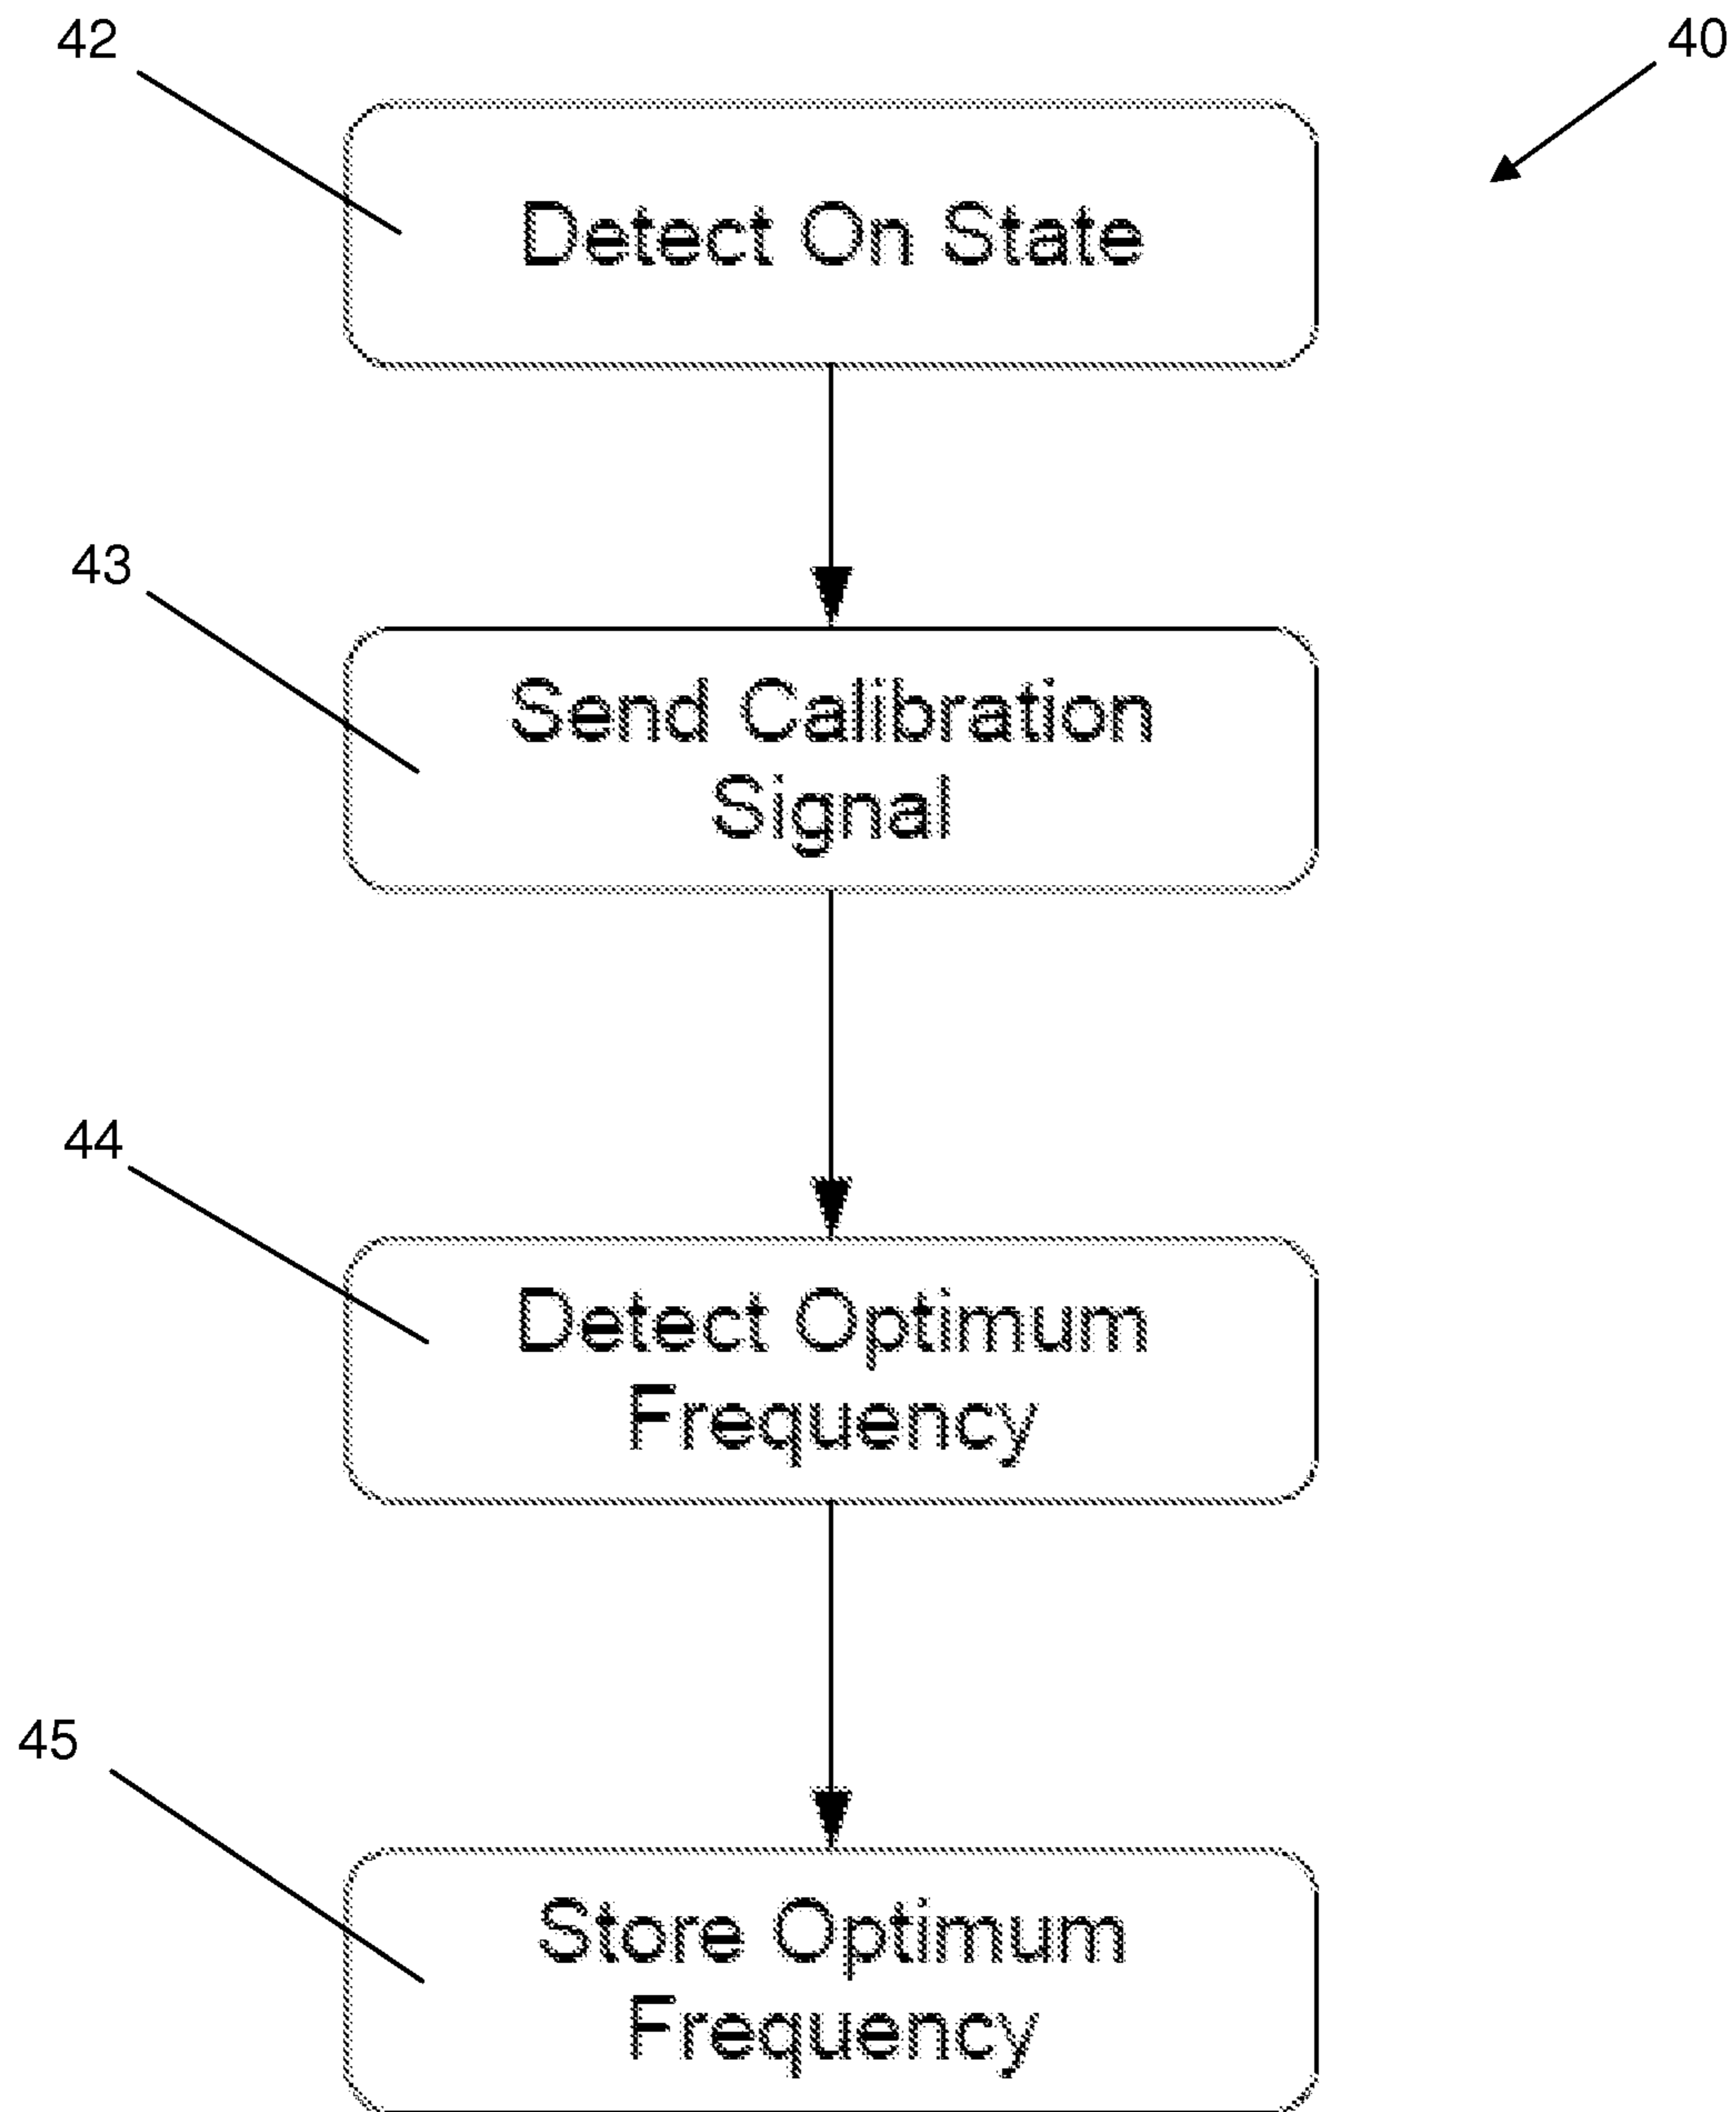 42
40
Detect On State
43
Send Calibration
Signal
44
Detect Optimum
Frequency
45
Store Optimum
Frequency